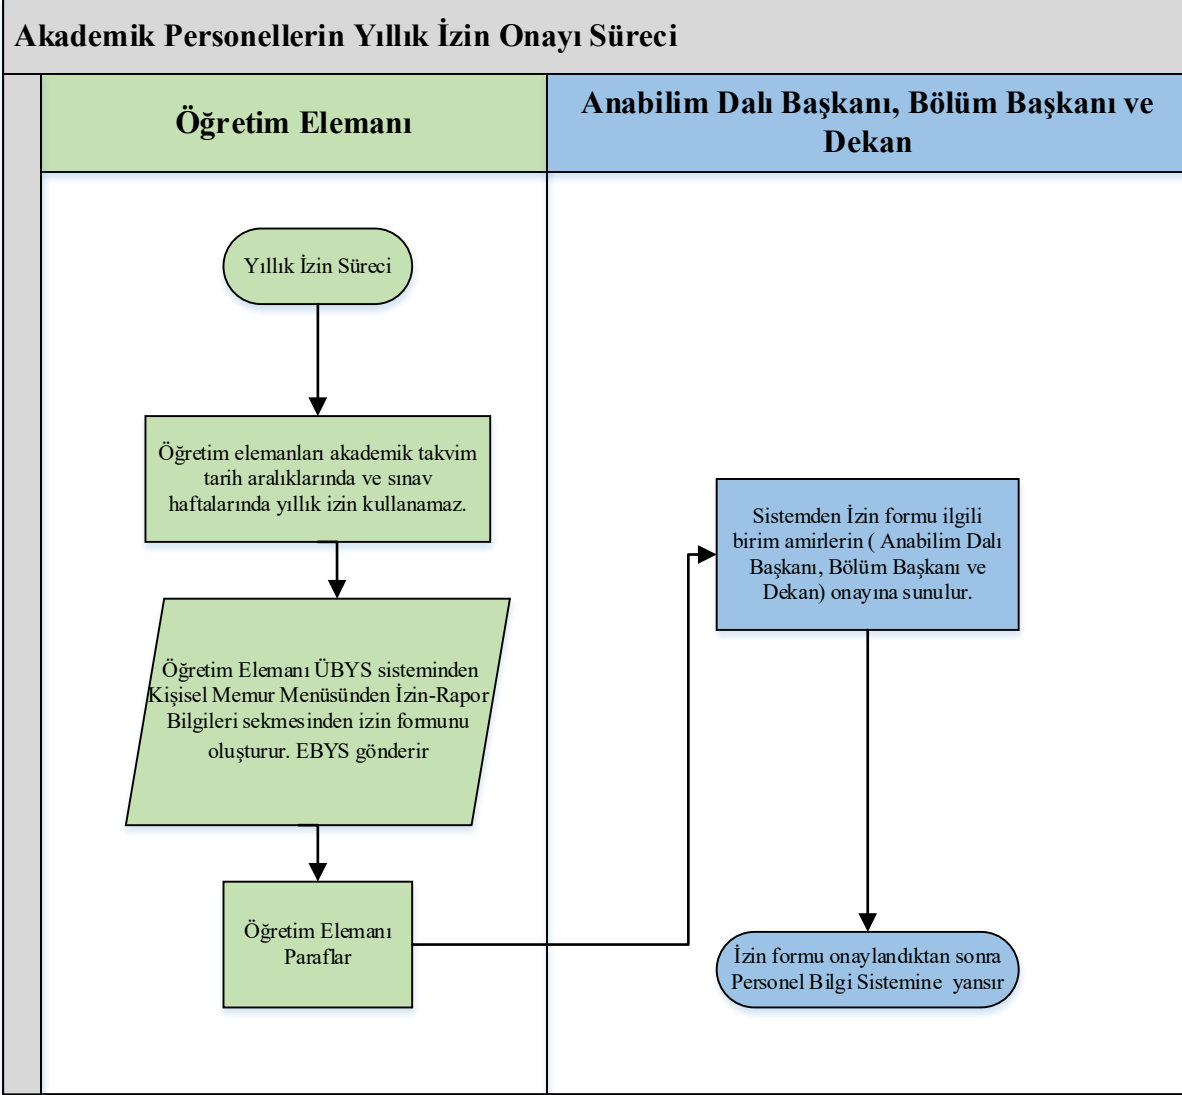 Akademik Personellerin Yıllık İzin Onayı Süreci
Öğretim Elemanı
Anabilim Dalı Başkanı, Bölüm Başkanı ve
Dekan
Yıllık İzin Süreci
Öğretim elemanları akademik takvim
tarih aralıklarında ve sınav
haftalarında yıllık izin kullanamaz.
Öğretim Elemanı ÜBYS sisteminden
Kişisel Memur Menüsünden İzin-Rapor
Bilgileri sekmesinden izin formunu
oluşturur. EBYS gönderir
Öğretim Elemanı
Paraflar
Sistemden İzin formu ilgili
birim amirlerin ( Anabilim Dalı
Başkanı, Bölüm Başkanı ve
Dekan) onayına sunulur.
İzin formu onaylandıktan sonra
Personel Bilgi Sistemine yansır